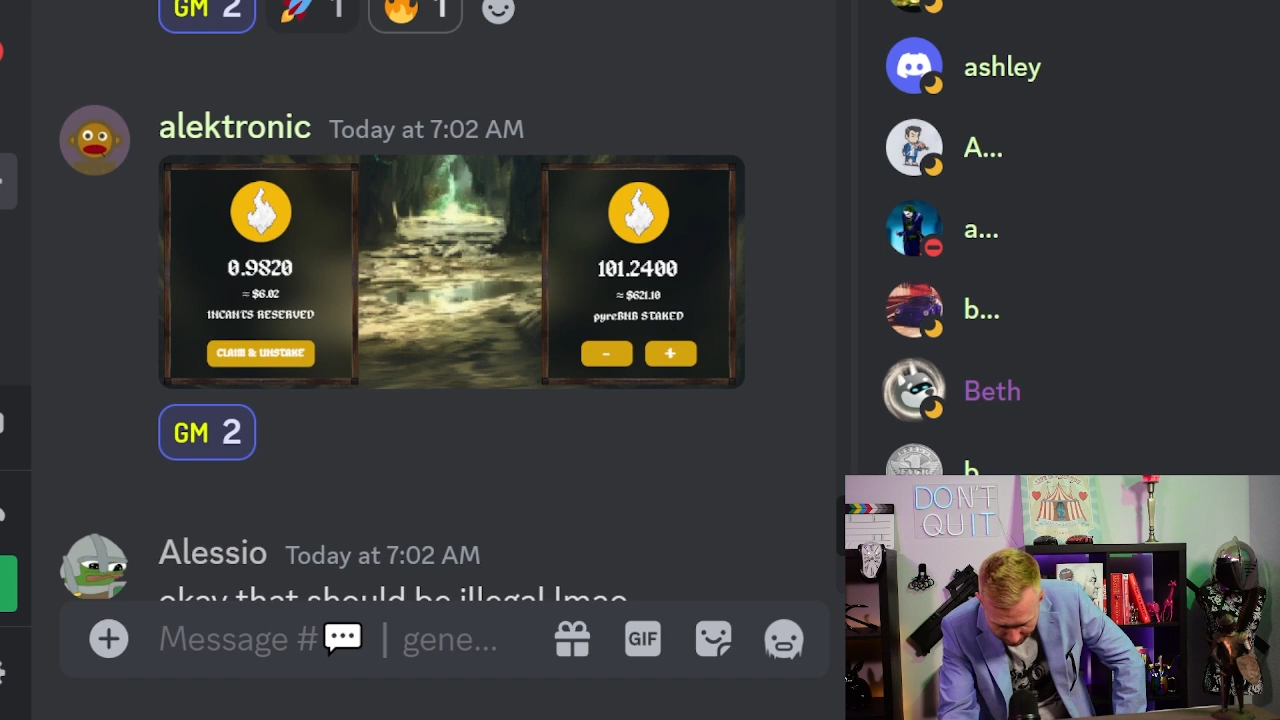 GM 2 1 1
alektronic Today at 7:02 AM
0.9820
≈ $6.02
INCANTS RESERVED
CLAIM & UNSTAKE
101.2400
≈ $621.10
pyreBNB STAKED
- +
GM 2
Alessio Today at 7:02 AM
okay that should be illegal lmao
Message # | gene...
GIF
ashley
A...
a...
b...
Beth
b...
DON'T
QUIT